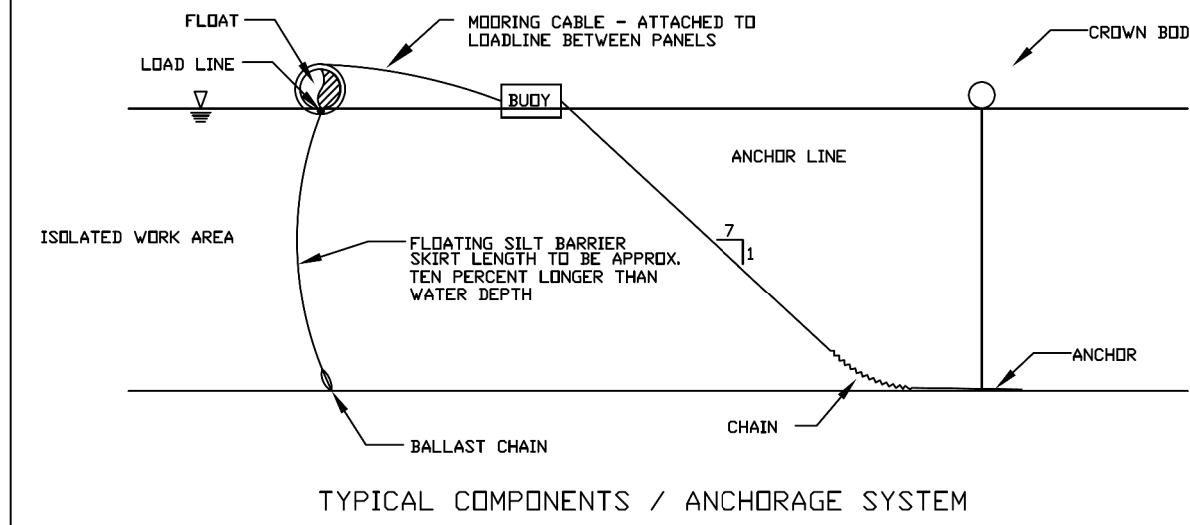 FLOAT
MOORING CABLE - ATTACHED TO
LOADLINE BETWEEN PANELS
CROWN BOD
LOAD LINE
BUOY
ANCHOR LINE
ISOLATED WORK AREA
7
1
FLOATING SILT BARRIER
SKIRT LENGTH TO BE APPROX.
TEN PERCENT LONGER THAN
WATER DEPTH
ANCHOR
CHAIN
BALLAST CHAIN
TYPICAL COMPONENTS / ANCHORAGE SYSTEM